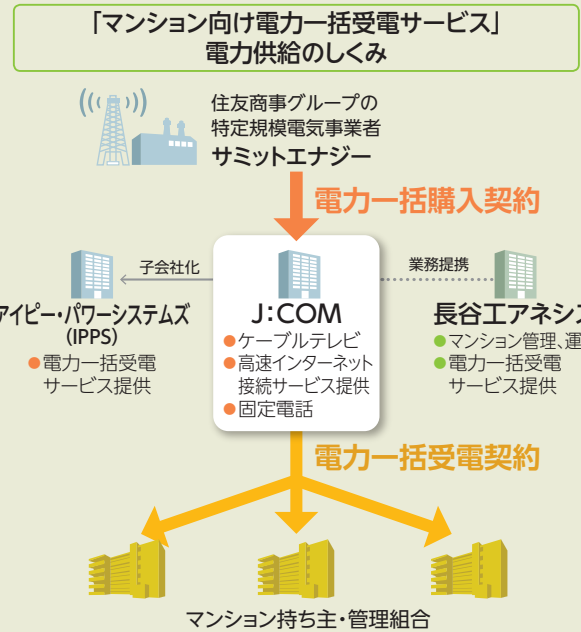 「マンション向け電力一括受電サービス」
電力供給のしくみ
住友商事グループの
特定規模電気事業者
サミットエナジー
電力一括購入契約
子会社化
業務提携
アイピー・パワーシステムズ
(IPPS)
●電力一括受電
サービス提供
J:COM
●ケーブルテレビ
●高速インターネット
接続サービス提供
●固定電話
長谷工アネシス
●マンション管理、運
●電力一括受電
サービス提供
電力一括受電契約
マンション持ち主・管理組合